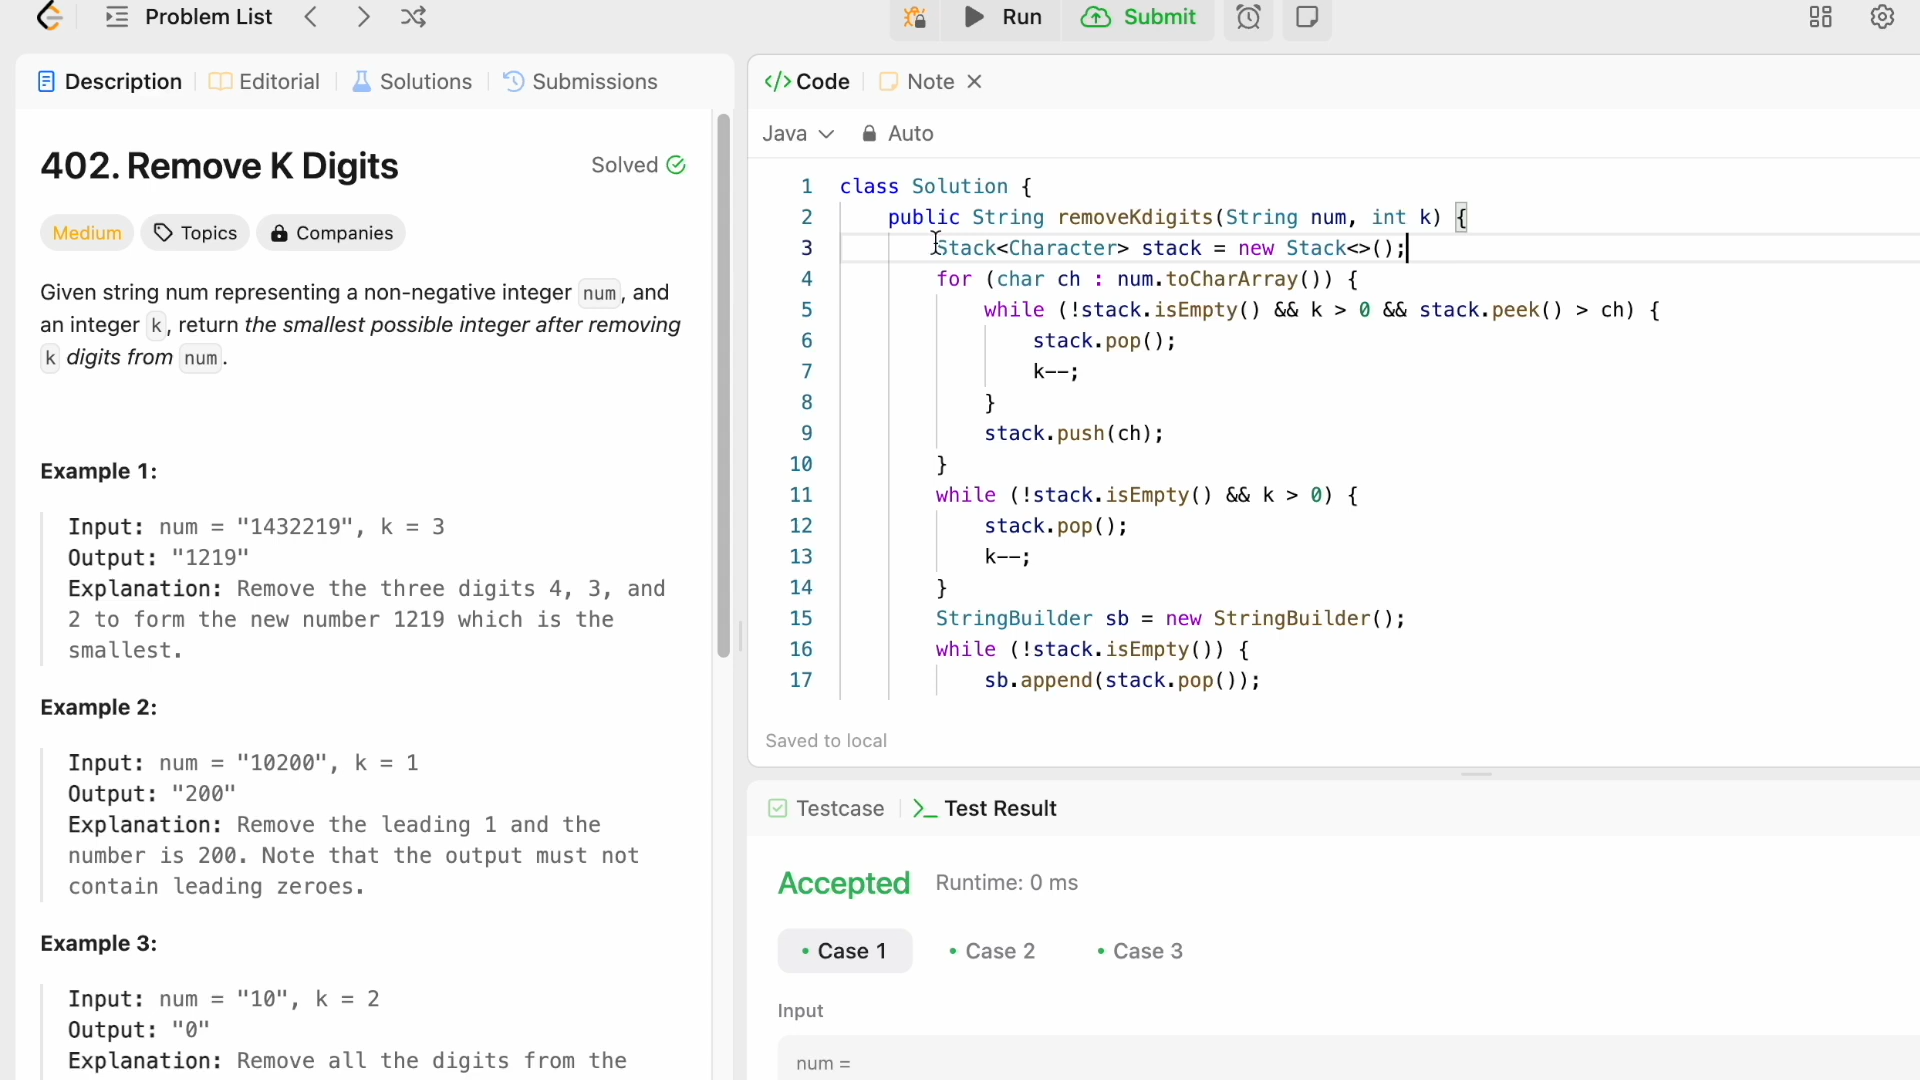 Problem List
Run
Submit
Description
Editorial
Solutions
Submissions
402. Remove K Digits
Solved
Medium
Topics
Companies
Given string num representing a non-negative integer num, and
an integer k, return the smallest possible integer after removing
k digits from num.
Example 1:
Input: num = "1432219", k = 3
Output: "1219"
Explanation: Remove the three digits 4, 3, and
2 to form the new number 1219 which is the
smallest.
Example 2:
Input: num = "10200", k = 1
Output: "200"
Explanation: Remove the leading 1 and the
number is 200. Note that the output must not
contain leading zeroes.
Example 3:
Input: num = "10", k = 2
Output: "0"
Explanation: Remove all the digits from the
</> Code
Note
Java
Auto
1 class Solution {
2 public String removeKdigits(String num, int k) {
3 Stack<Character> stack = new Stack<>();
4 for (char ch : num.toCharArray()) {
5 while (!stack.isEmpty() && k > 0 && stack.peek() > ch) {
6 stack.pop();
7 k--;
8 }
9 stack.push(ch);
10 }
11 while (!stack.isEmpty() && k > 0) {
12 stack.pop();
13 k--;
14 }
15 StringBuilder sb = new StringBuilder();
16 while (!stack.isEmpty()) {
17 sb.append(stack.pop());
Saved to local
Testcase
>_ Test Result
Accepted
Runtime: 0 ms
• Case 1
• Case 2
• Case 3
Input
num =